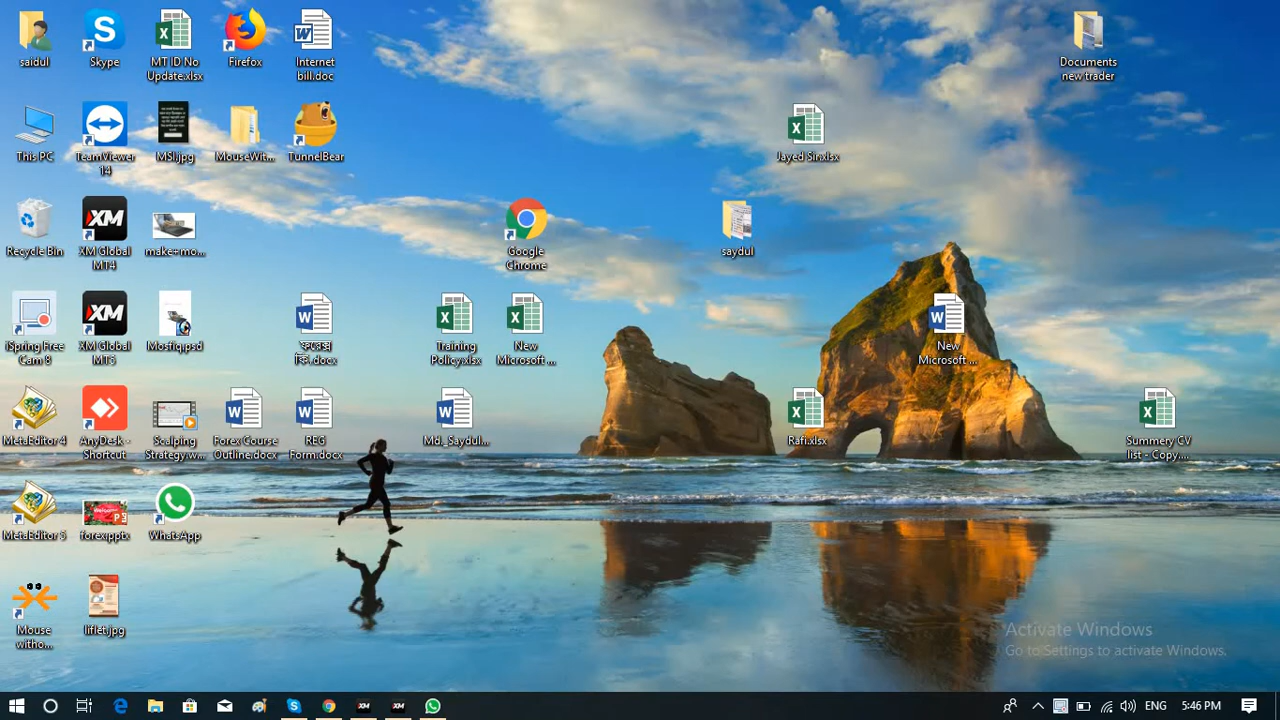 saidul
Skype
MT ID No
Update.xlsx
Firefox
Internet
bill.doc
Documents
new trader
This PC
TeamViewer
14
MSI.jpg
MouseWit...
TunnelBear
Jayed Sin.xlsx
Recycle Bin
XM Global
MT4
make+mo...
Google
Chrome
saydul
iSpring Free
Cam 8
XM Global
MT5
Mosfiq.psd
কি.docx
Training
Policy.xlsx
New
Microsoft ...
New
Microsoft ...
MetaEditor 4
AnyDesk -
Shortcut
Scalping
Strategy.w...
Forex Course
Outline.docx
REG
Form.docx
Md._Saydul...
Rafi.xlsx
Summery CV
list - Copy....
MetaEditor 5
forex.pptx
WhatsApp
Mouse
witho...
liflet.jpg
Activate Windows
Go to Settings to activate Windows.
ENG
5:46 PM